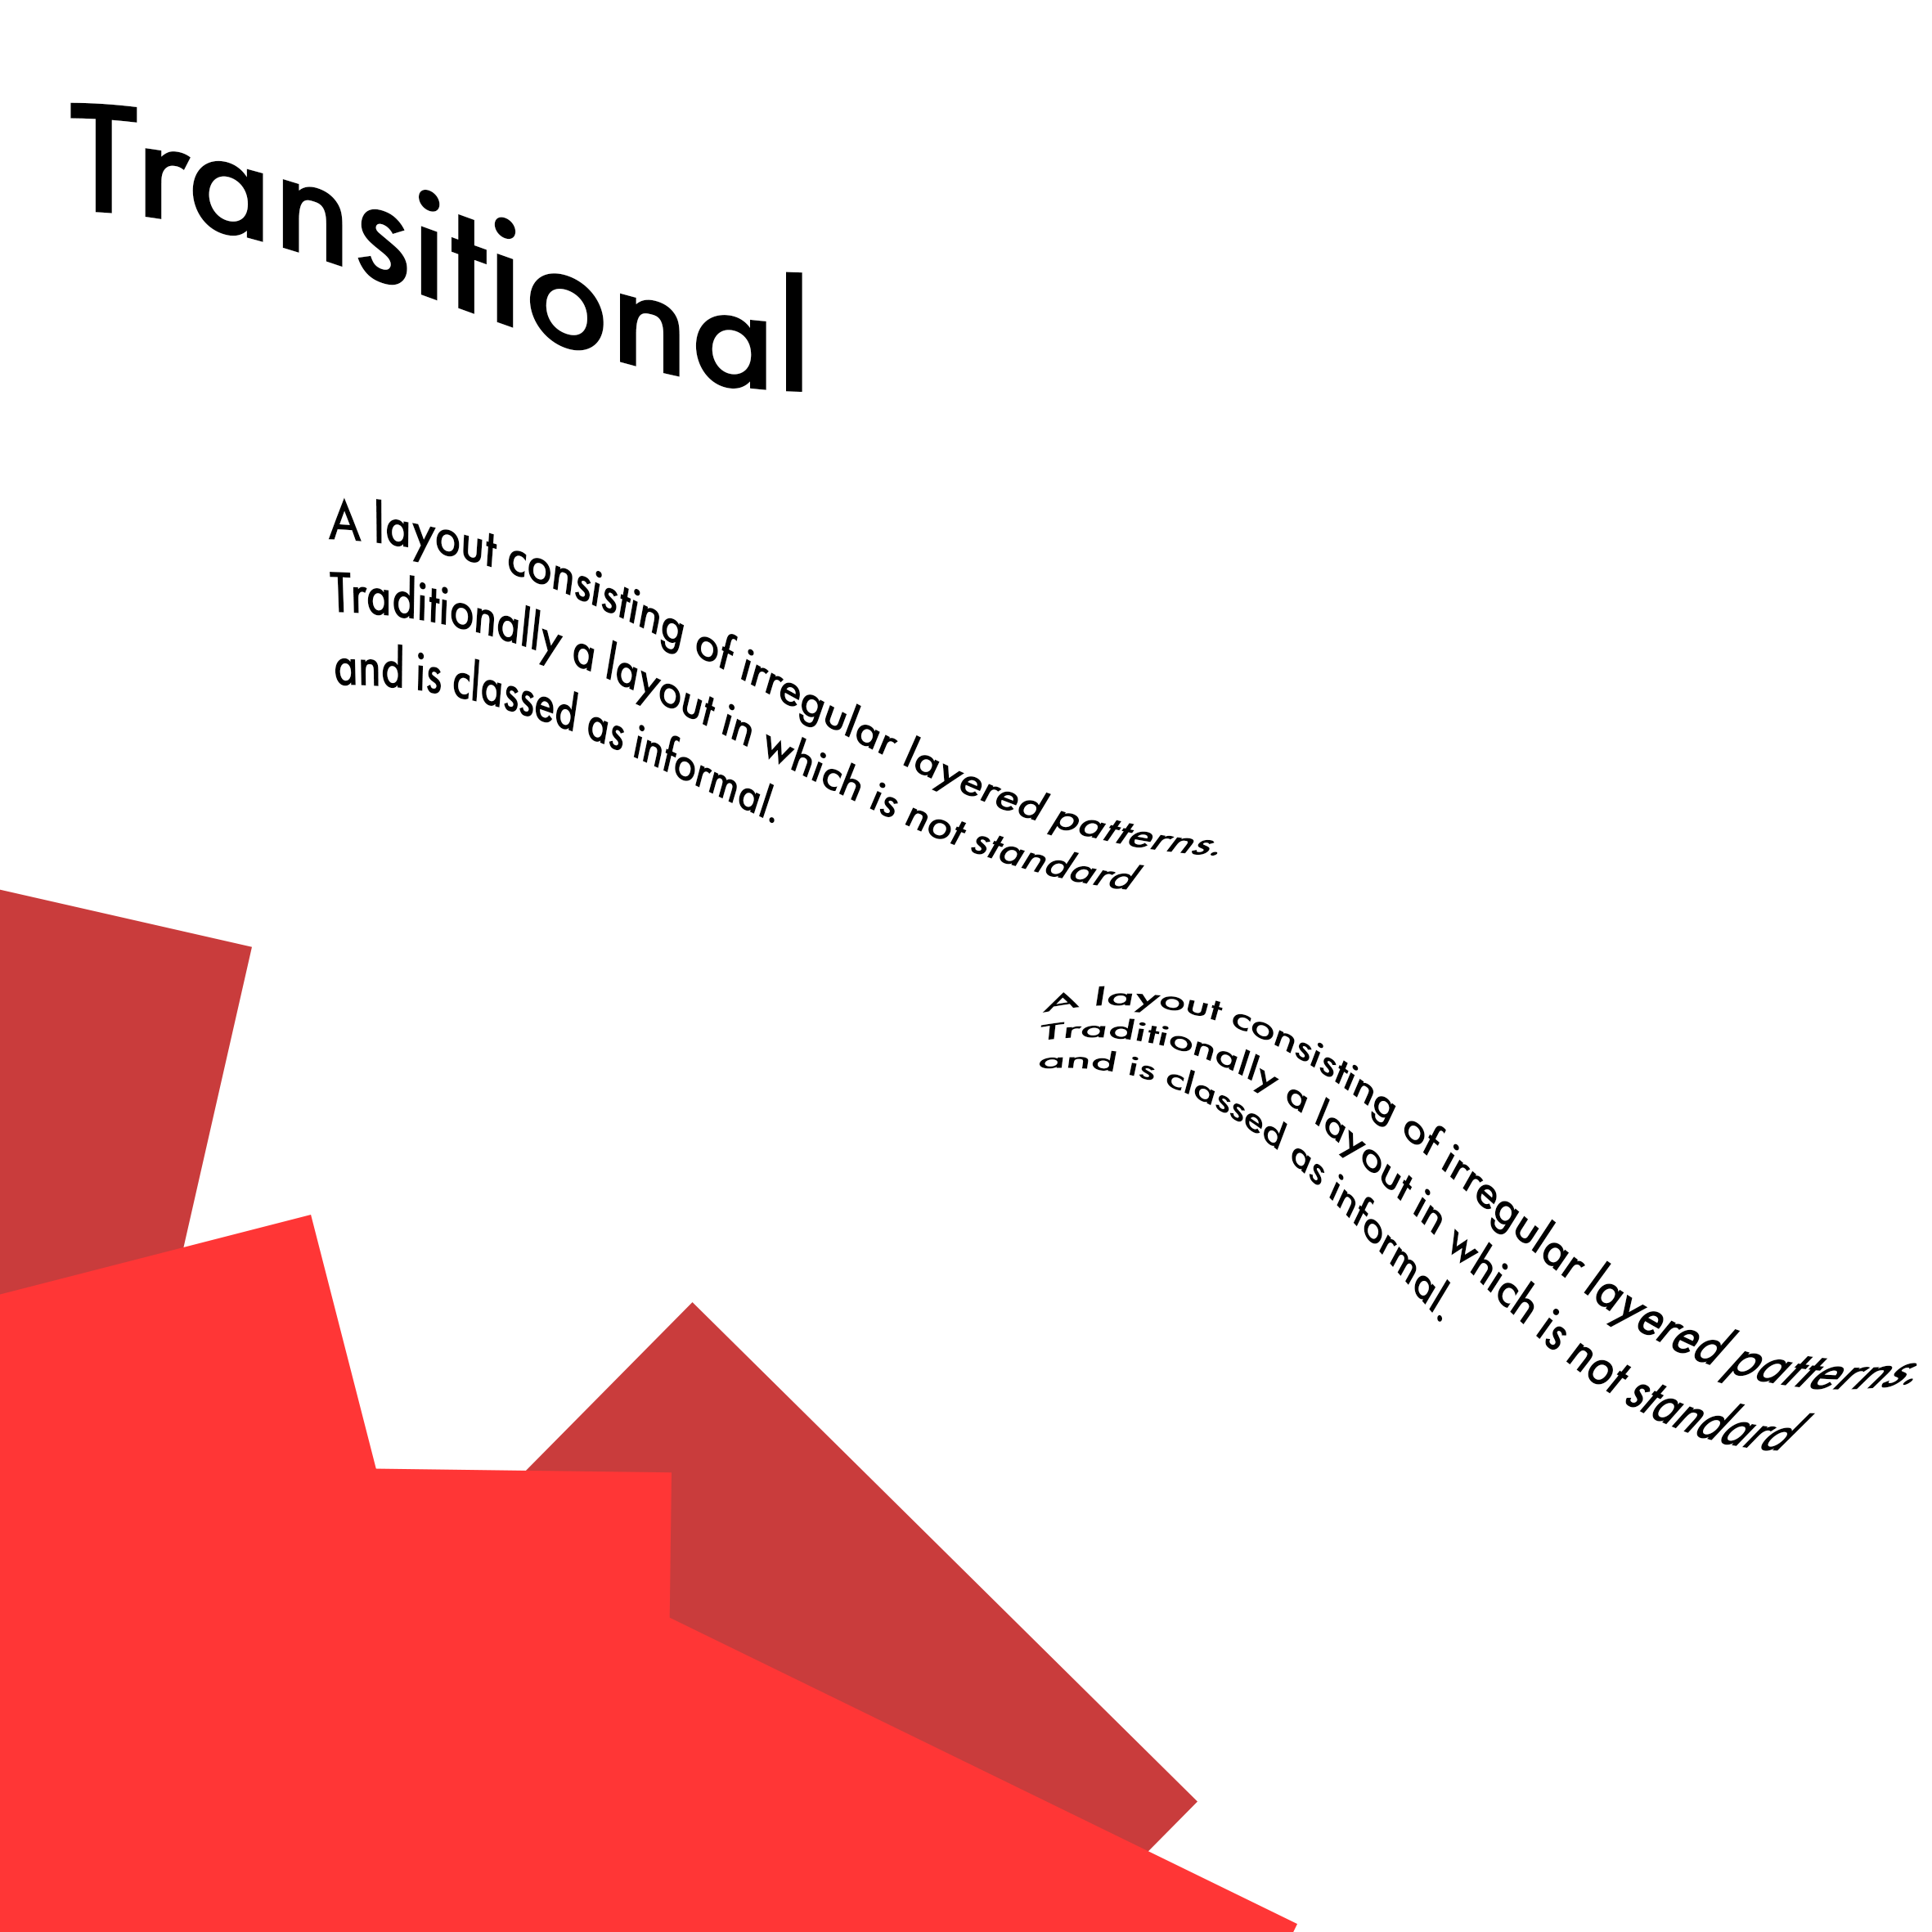 Transitional
A layout consisting of irregular layered patterns.
Traditionally a layout in which is not standard
and is classed as informal.
A layout consisting of irregular layered patterns.
Traditionally a layout in which is not standard
and is classed as informal.